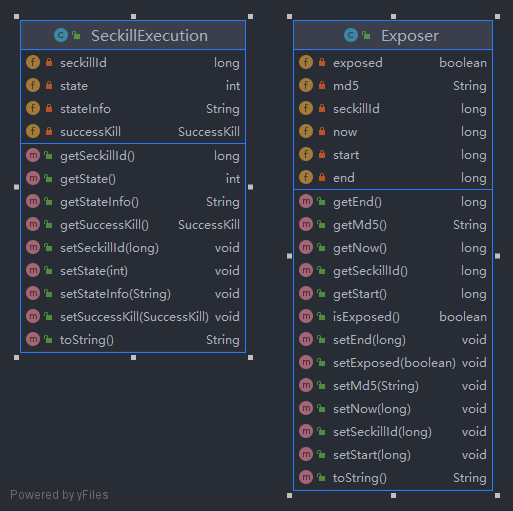 SeckillExecution
seckillId long
state int
stateInfo String
successKill SuccessKill
getSeckillId() long
getState() int
getStateInfo() String
getSuccessKill() SuccessKill
setSeckillId(long) void
setState(int) void
setStateInfo(String) void
setSuccessKill(SuccessKill) void
toString() String
Exposer
exposed boolean
md5 String
seckillId long
now long
start long
end long
getEnd() long
getMd5() String
getNow() long
getSeckillId() long
getStart() long
isExposed() boolean
setEnd(long) void
setExposed(boolean) void
setMd5(String) void
setNow(long) void
setSeckillId(long) void
setStart(long) void
toString() String
Powered by yFiles